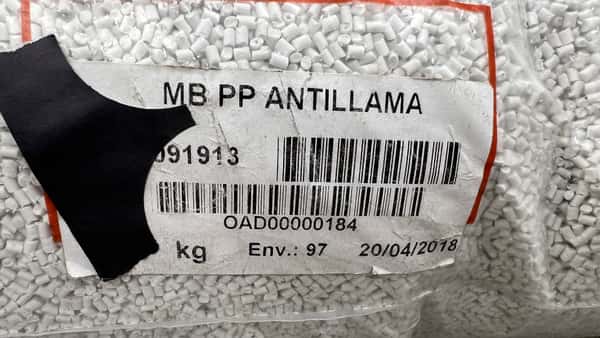 MB PP ANTILLAMA
091913
OAD00000184
kg Env.: 97 20/04/2018